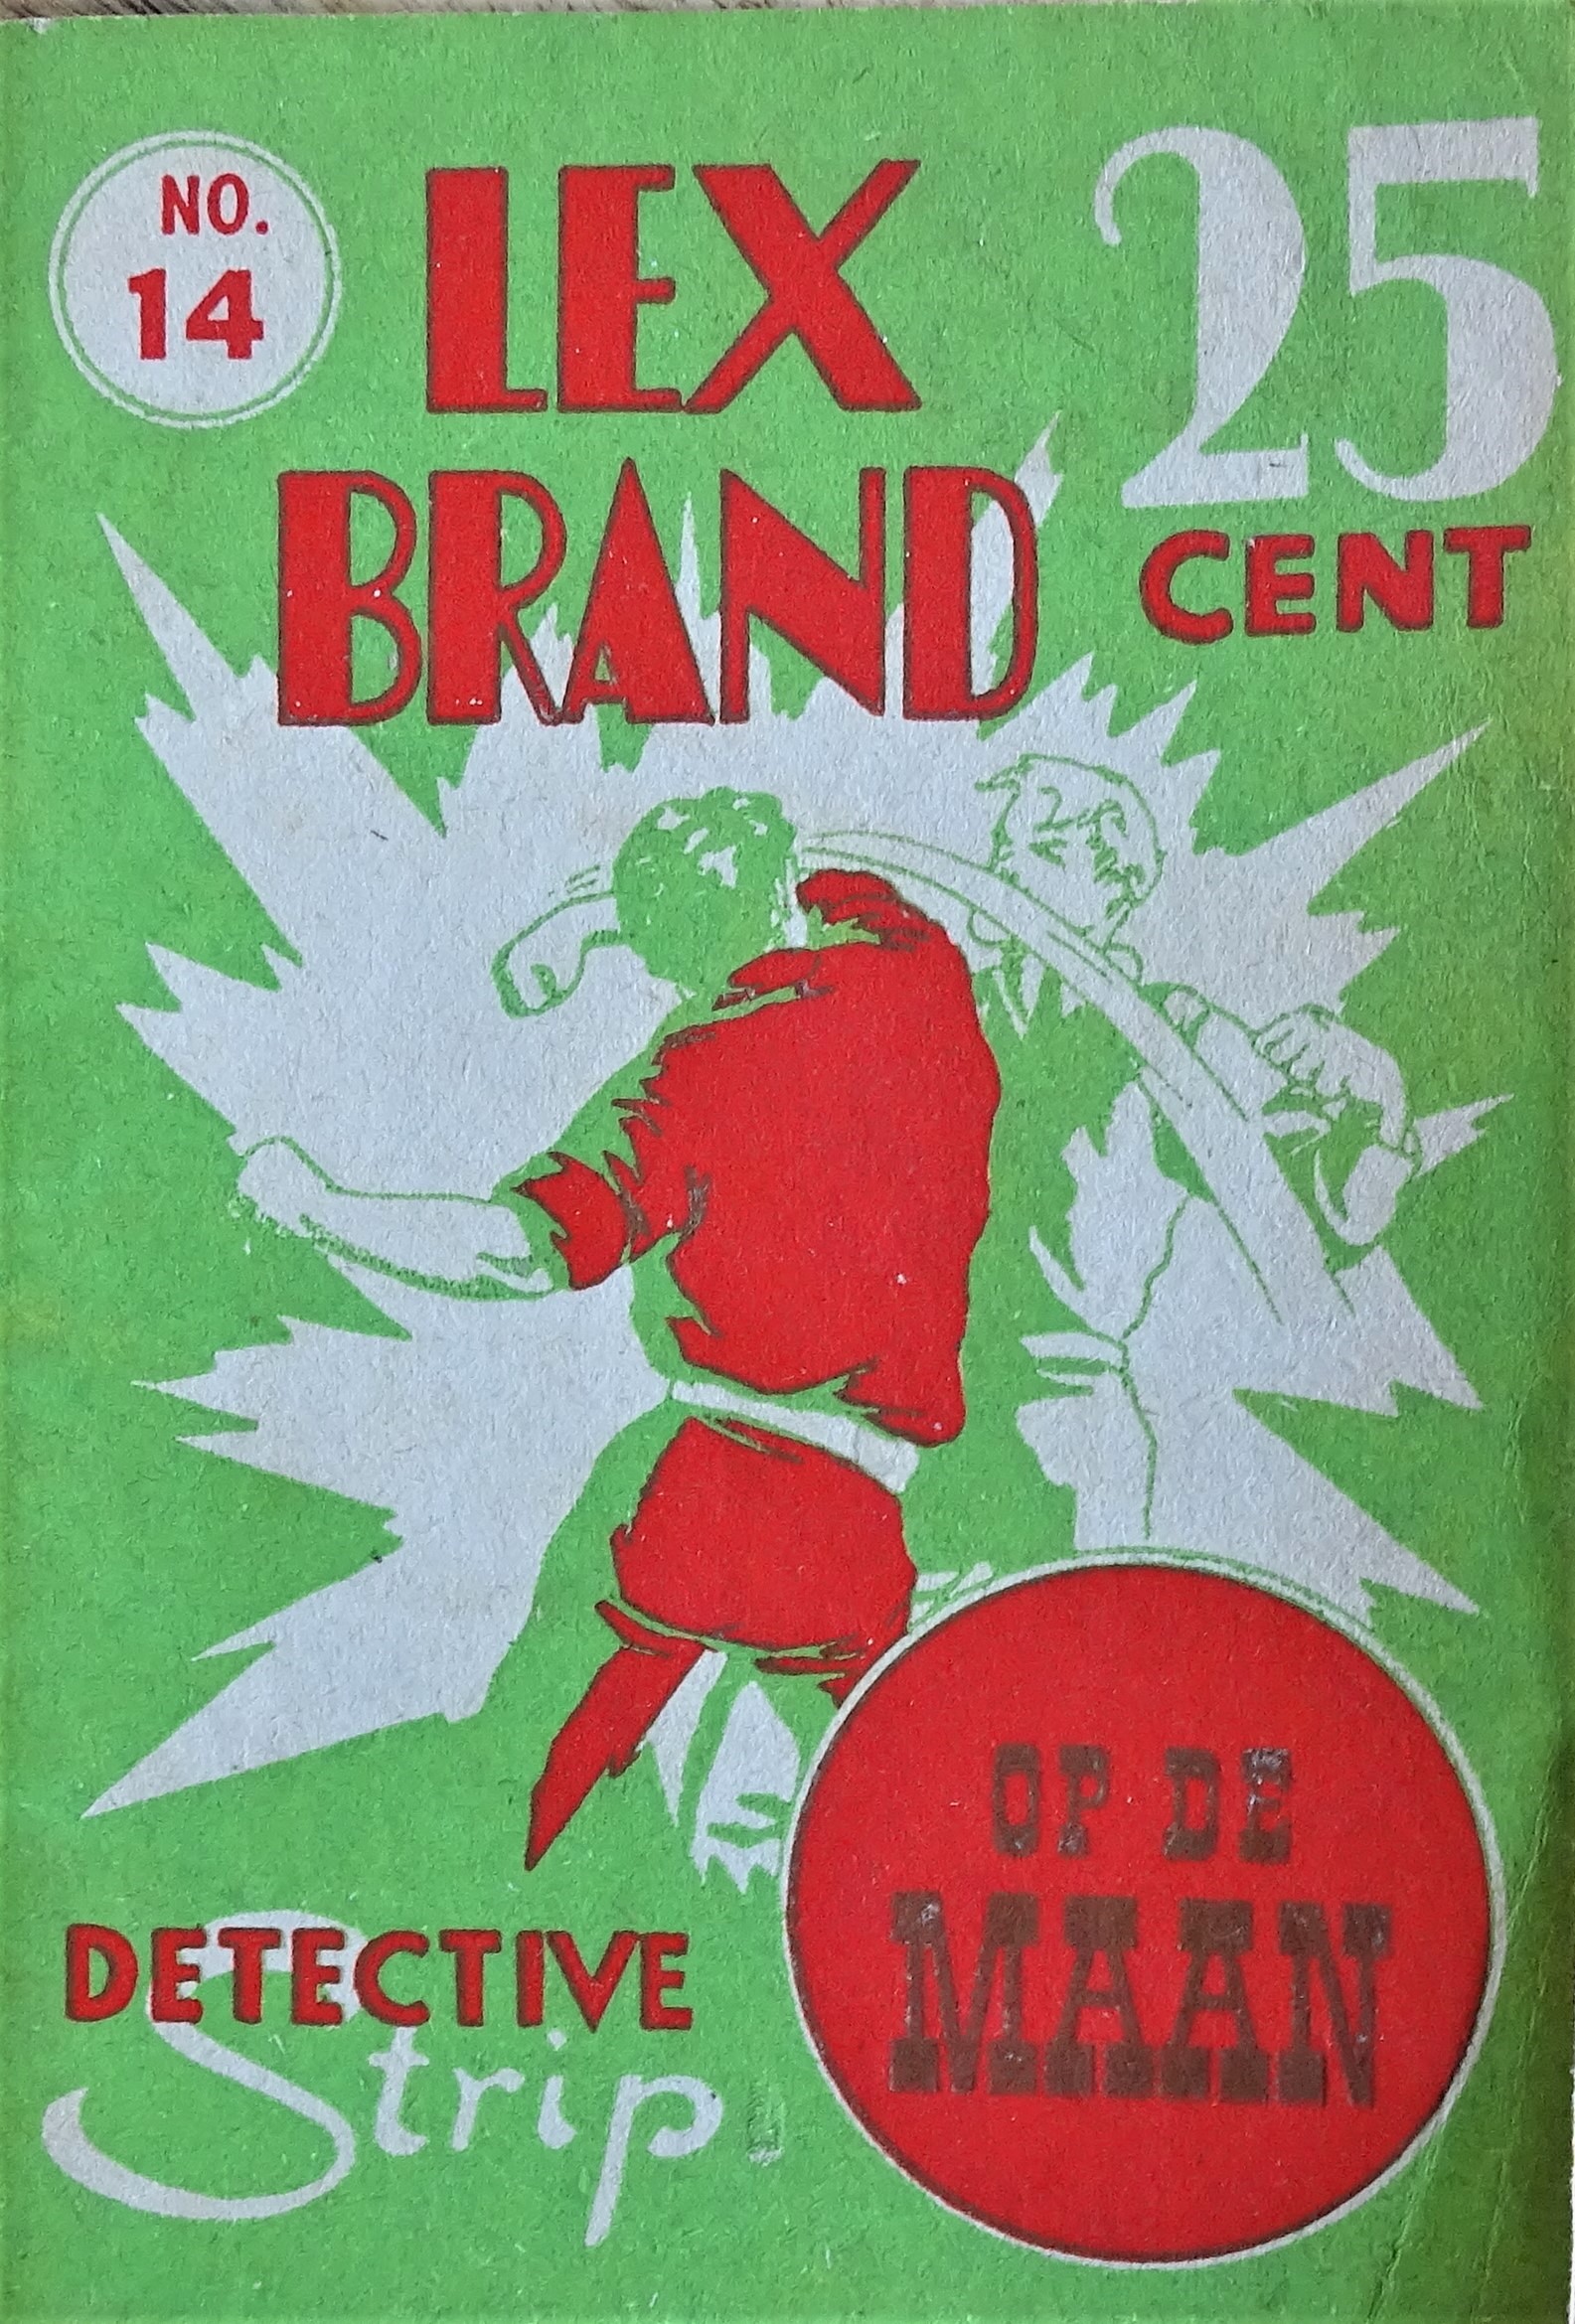 NO.
14
LEX
BRAND
25
CENT
DETECTIVE
Strip
OP DE
MAAN